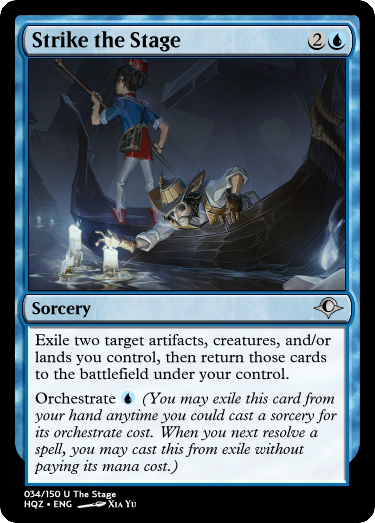 Strike the Stage 2
Sorcery
Exile two target artifacts, creatures, and/or
lands you control, then return those cards
to the battlefield under your control.
Orchestrate (You may exile this card from
your hand anytime you could cast a sorcery for
its orchestrate cost. When you next resolve a
spell, you may cast this from exile without
paying its mana cost.)
034/150 U The Stage
HQZ • ENG Xia Yu